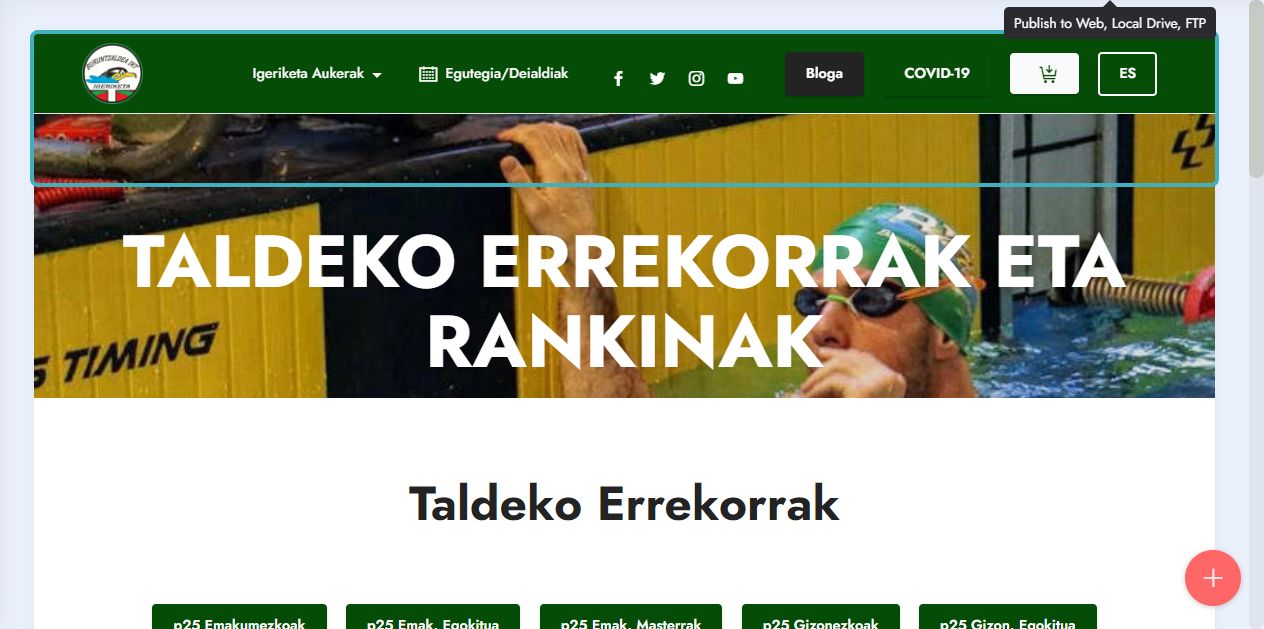 Publish to Web, Local Drive, FTP
BURUNTZALDEA IKT
IGERIKETA
Igeriketa Aukerak
Egutegia/Deialdiak
Bloga
COVID-19
ES
TALDEKO ERREKORRAK ETA
RANKINAK
S TIMING
Taldeko Errekorrak
p25 Emakumezkoak
p25 Emak. Egokitua
p25 Emak. Masterrak
p25 Gizonezkoak
p25 Gizon. Egokitua